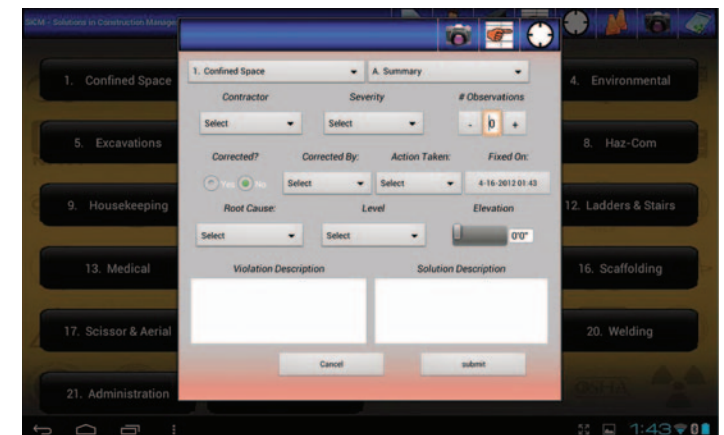 SICM - Solutions in Construction Manage
1. Confined Space
A. Summary
Contractor
Severity
# Observations
Select
Select
-
0
+
Corrected?
Corrected By:
Action Taken:
Fixed On:
Yes
No
Select
Select
4-16-2012 01:43
Root Cause:
Level
Elevation
Select
Select
0'0"
Violation Description
Solution Description
Cancel
submit
1. Confined Space
4. Environmental
5. Excavations
8. Haz-Com
9. Housekeeping
12. Ladders & Stairs
13. Medical
16. Scaffolding
17. Scissor & Aerial
20. Welding
21. Administration
OSHA
1:43